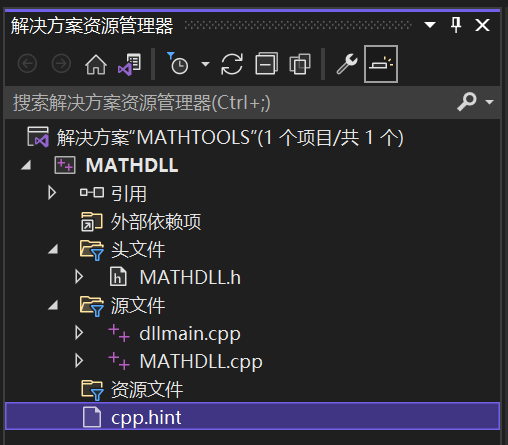 解决方案资源管理器
搜索解决方案资源管理器(Ctrl+;)
解决方案“MATHTOOLS”(1 个项目/共 1 个)
MATHDLL
引用
外部依赖项
头文件
MATHDLL.h
源文件
dllmain.cpp
MATHDLL.cpp
资源文件
cpp.hint